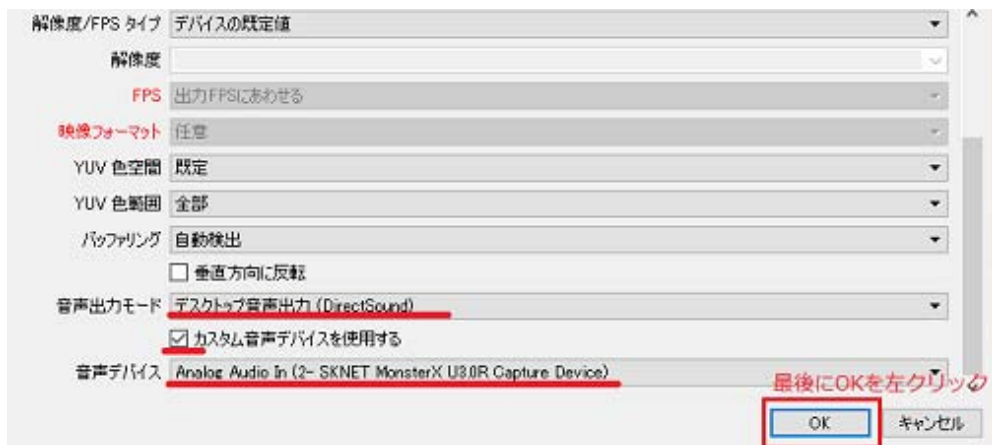 解像度/FPS タイプ デバイスの既定値
解像度
FPS 出力FPSにあわせる
映像フォーマット 任意
YUV 色空間 既定
YUV 色範囲 全部
バッファリング 自動検出
垂直方向に反転
音声出力モード デスクトップ音声出力 (DirectSound)
カスタム音声デバイスを使用する
音声デバイス Analog Audio In (2- SKNET MonsterX U3.0R Capture Device)
最後にOKを左クリック
OK キャンセル